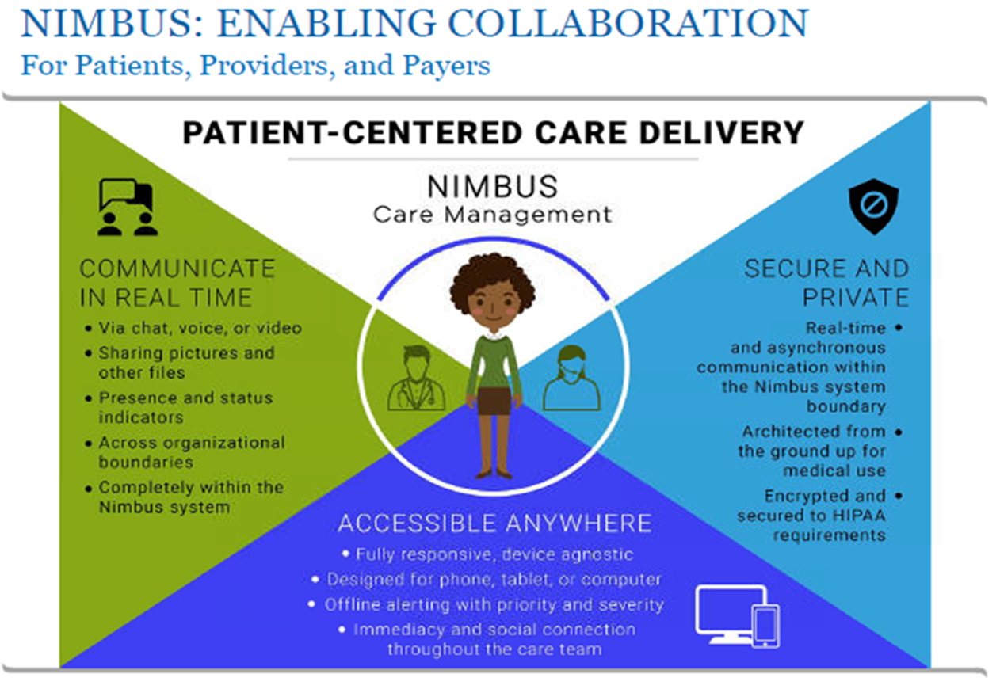 NIMBUS: ENABLING COLLABORATION
For Patients, Providers, and Payers
PATIENT-CENTERED CARE DELIVERY
NIMBUS
Care Management
COMMUNICATE
IN REAL TIME
• Via chat, voice, or video
• Sharing pictures and
other files
• Presence and status
indicators
• Across organizational
boundaries
• Completely within the
Nimbus system
SECURE AND
PRIVATE
Real-time •
and asynchronous
communication within
the Nimbus system
boundary
Architected from •
the ground up for
medical use
Encrypted and •
secured to HIPAA
requirements
ACCESSIBLE ANYWHERE
• Fully responsive, device agnostic
• Designed for phone, tablet, or computer
• Offline alerting with priority and severity
• Immediacy and social connection
throughout the care team